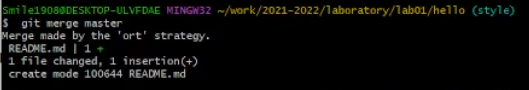 Smile1908@DESKTOP-ULVFDAE MINGW32 ~/work/2021-2022/laboratory/lab01/hello (style)
$ git merge master
Merge made by the 'ort' strategy.
README.md | 1 +
1 file changed, 1 insertion(+)
create mode 100644 README.md